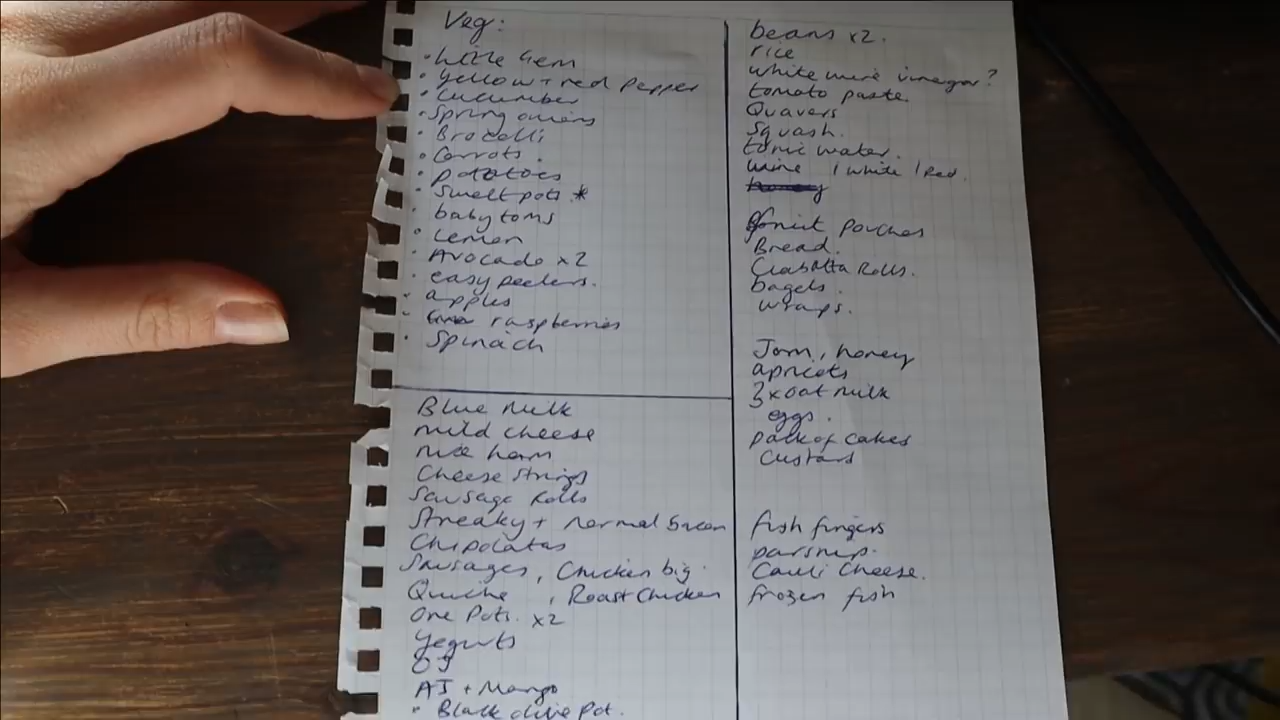 Veg:
· Little Gem
· yellow + red pepper
· Cucumber
· Spring onions
· Brocolli
· Carrots.
· potatoes
· Sweet pots *
· baby toms
· Lemon
· Avocado x2
· easy peelers.
· apples
· raspberries
· Spinach
Blue Milk
mild cheese
nice ham
Cheese Strings
Sausage Rolls
Streaky + normal bacon
Chipolatas
Sausages, Chicken big.
Quiche, Roast Chicken
One Pots. x2
Yogurts
OJ
AJ + Mango
· Black olive pot.
beans x2.
rice
white wine vinegar?
tomato paste.
Quavers
Squash.
tonic water.
wine 1 white 1 Red.
fruit pouches
Bread.
Ciabatta Rolls.
bagels.
wraps.
Jam, honey
apricots
3 x oat milk
eggs.
pack of cakes
Custard
fish fingers
parsnip.
Cauli Cheese.
frozen fish